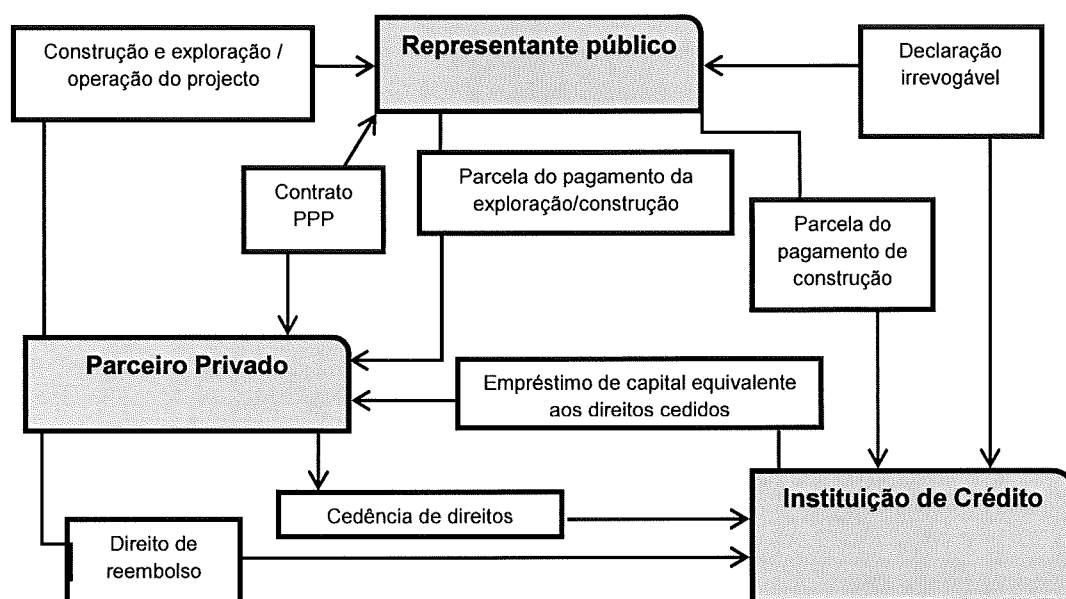 Construção e exploração /
operação do projecto
Representante público
Declaração
irrevogável
Contrato
PPP
Parcela do pagamento da
exploração/construção
Parcela do
pagamento de
construção
Parceiro Privado
Empréstimo de capital equivalente
aos direitos cedidos
Instituição de Crédito
Cedência de direitos
Direito de
reembolso